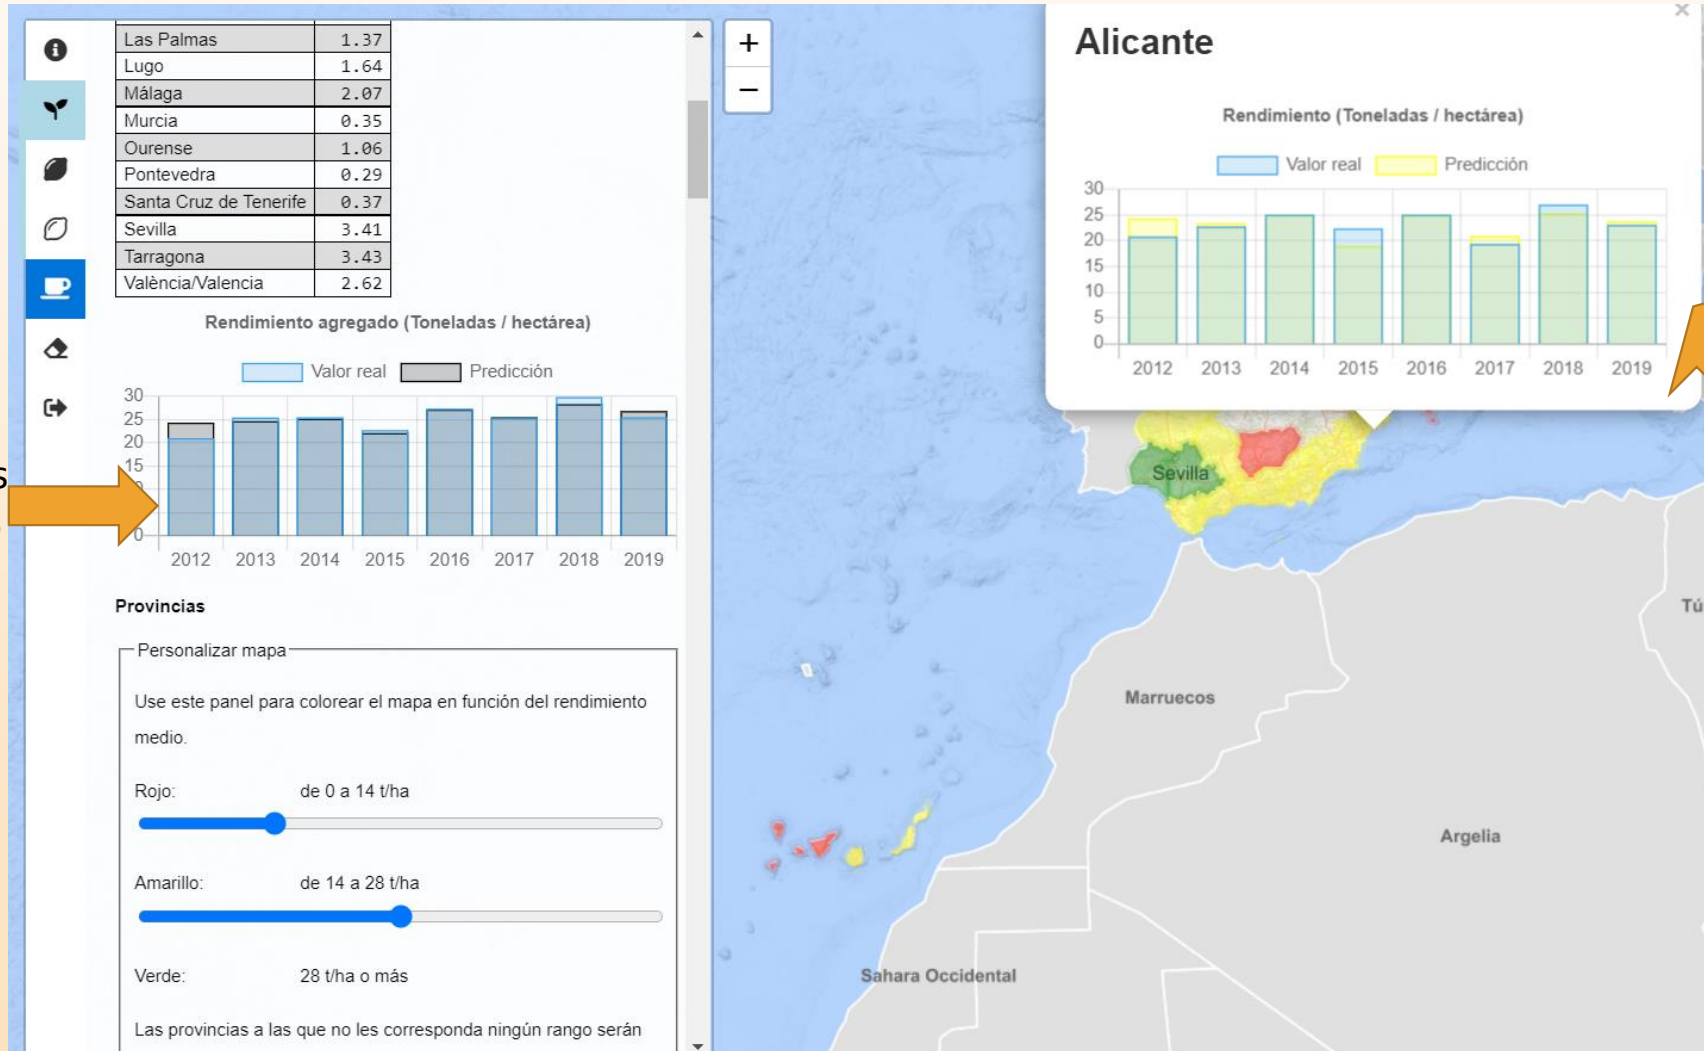 Las Palmas 1.37
Lugo 1.64
Málaga 2.07
Murcia 0.35
Ourense 1.06
Pontevedra 0.29
Santa Cruz de Tenerife 0.37
Sevilla 3.41
Tarragona 3.43
València/Valencia 2.62
Rendimiento agregado (Toneladas / hectárea)
Valor real Predicción
30
25
20
15
0
2012 2013 2014 2015 2016 2017 2018 2019
Provincias
Personalizar mapa
Use este panel para colorear el mapa en función del rendimiento
medio.
Rojo: de 0 a 14 t/ha
Amarillo: de 14 a 28 t/ha
Verde: 28 t/ha o más
Las provincias a las que no les corresponda ningún rango serán
+
−
×
Alicante
Rendimiento (Toneladas / hectárea)
Valor real Predicción
30
25
20
15
10
5
0
2012 2013 2014 2015 2016 2017 2018 2019
Sevilla
Marruecos
Tú
Argelia
Sahara Occidental